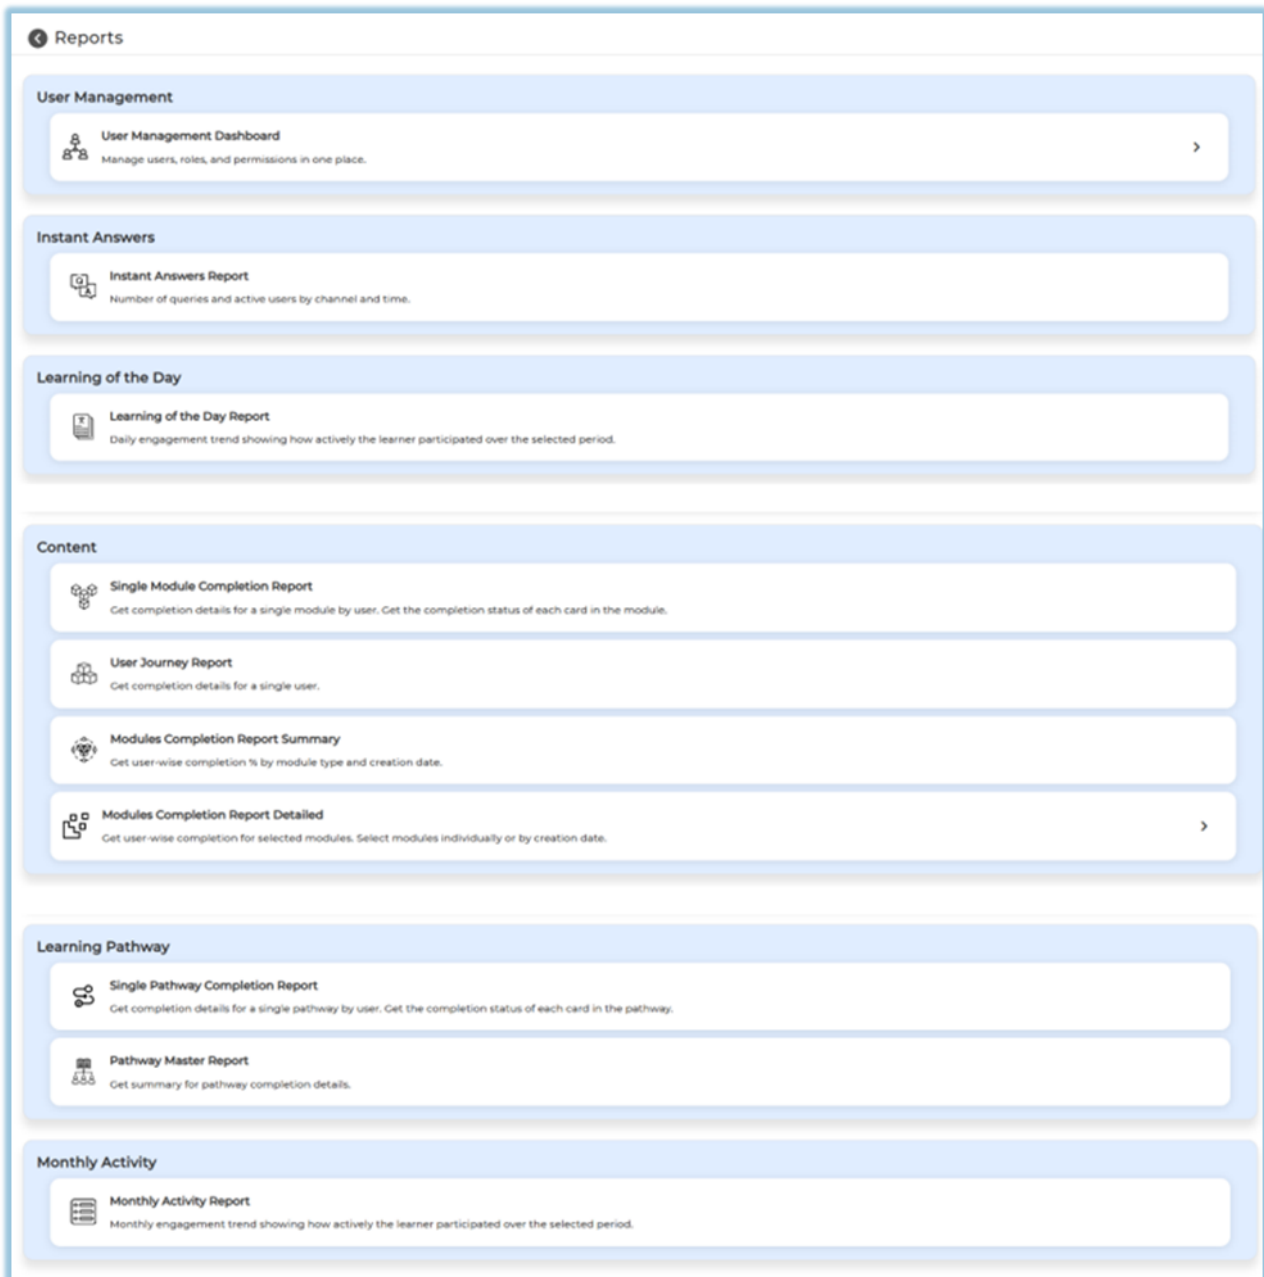 Reports
User Management
User Management Dashboard
Manage users, roles, and permissions in one place.
Instant Answers
Instant Answers Report
Number of queries and active users by channel and time.
Learning of the Day
Learning of the Day Report
Daily engagement trend showing how actively the learner participated over the selected period.
Content
Single Module Completion Report
Get completion details for a single module by user. Get the completion status of each card in the module.
User Journey Report
Get completion details for a single user.
Modules Completion Report Summary
Get user-wise completion % by module type and creation date.
Modules Completion Report Detailed
Get user-wise completion for selected modules. Select modules individually or by creation date.
Learning Pathway
Single Pathway Completion Report
Get completion details for a single pathway by user. Get the completion status of each card in the pathway.
Pathway Master Report
Get summary for pathway completion details.
Monthly Activity
Monthly Activity Report
Monthly engagement trend showing how actively the learner participated over the selected period.